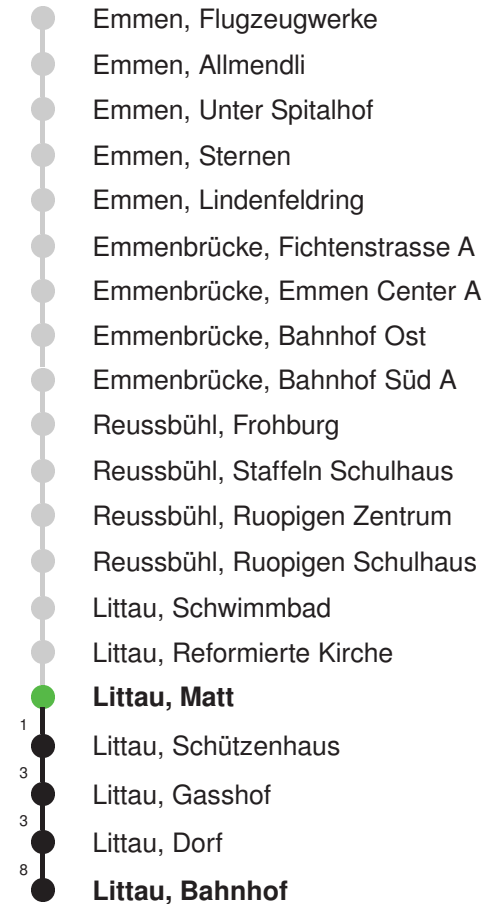 Emmen, Flugzeugwerke
Emmen, Allmendli
Emmen, Unter Spitalhof
Emmen, Sternen
Emmen, Lindenfeldring
Emmenbrücke, Fichtenstrasse A
Emmenbrücke, Emmen Center A
Emmenbrücke, Bahnhof Ost
Emmenbrücke, Bahnhof Süd A
Reussbühl, Frohburg
Reussbühl, Staffeln Schulhaus
Reussbühl, Ruopigen Zentrum
Reussbühl, Ruopigen Schulhaus
Littau, Schwimmbad
Littau, Reformierte Kirche
Littau, Matt
1
Littau, Schützenhaus
3
Littau, Gasshof
3
Littau, Dorf
8
Littau, Bahnhof